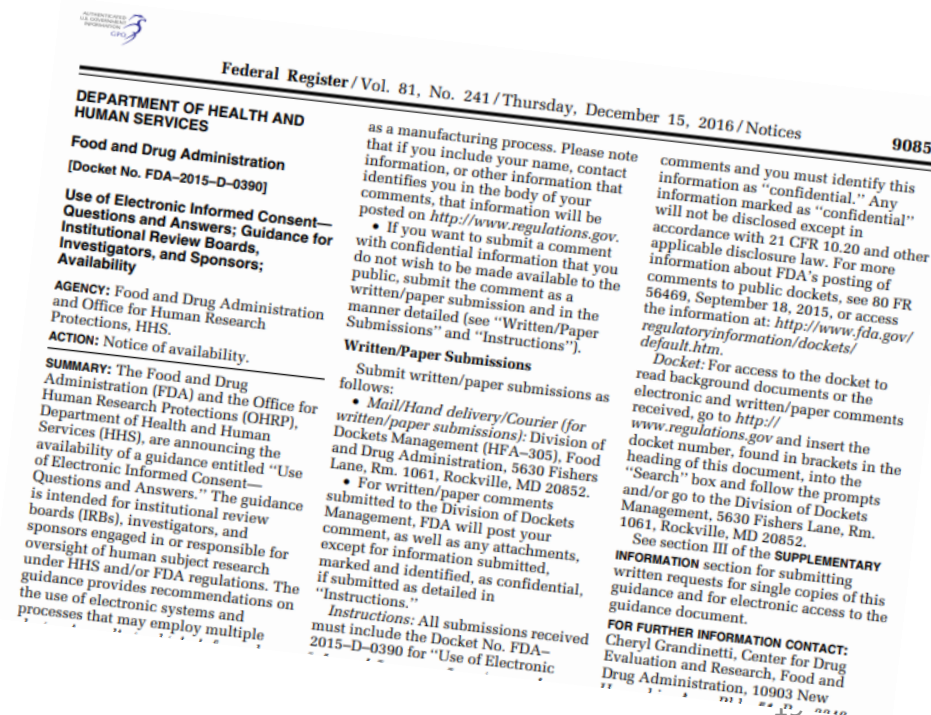 AUTHENTICATED
U.S. GOVERNMENT
INFORMATION
GPO
Federal Register / Vol. 81, No. 241 / Thursday, December 15, 2016 / Notices
9085
DEPARTMENT OF HEALTH AND
HUMAN SERVICES
Food and Drug Administration
[Docket No. FDA–2015–D–0390]
Use of Electronic Informed Consent—
Questions and Answers; Guidance for
Institutional Review Boards,
Investigators, and Sponsors;
Availability
AGENCY: Food and Drug Administration
and Office for Human Research
Protections, HHS.
ACTION: Notice of availability.
SUMMARY: The Food and Drug
Administration (FDA) and the Office for
Human Research Protections (OHRP),
Department of Health and Human
Services (HHS), are announcing the
availability of a guidance entitled ‘‘Use
of Electronic Informed Consent—
Questions and Answers.’’ The guidance
is intended for institutional review
boards (IRBs), investigators, and
sponsors engaged in or responsible for
oversight of human subject research
under HHS and/or FDA regulations. The
guidance provides recommendations on
the use of electronic systems and
processes that may employ multiple
as a manufacturing process. Please note
that if you include your name, contact
information, or other information that
identifies you in the body of your
comments, that information will be
posted on http://www.regulations.gov.
• If you want to submit a comment
with confidential information that you
do not wish to be made available to the
public, submit the comment as a
written/paper submission and in the
manner detailed (see ‘‘Written/Paper
Submissions’’ and ‘‘Instructions’’).
Written/Paper Submissions
Submit written/paper submissions as
follows:
• Mail/Hand delivery/Courier (for
written/paper submissions): Division of
Dockets Management (HFA–305), Food
and Drug Administration, 5630 Fishers
Lane, Rm. 1061, Rockville, MD 20852.
• For written/paper comments
submitted to the Division of Dockets
Management, FDA will post your
comment, as well as any attachments,
except for information submitted,
marked and identified, as confidential,
if submitted as detailed in
‘‘Instructions.’’
Instructions: All submissions received
must include the Docket No. FDA–
2015–D–0390 for ‘‘Use of Electronic
comments and you must identify this
information as ‘‘confidential.’’ Any
information marked as ‘‘confidential’’
will not be disclosed except in
accordance with 21 CFR 10.20 and other
applicable disclosure law. For more
information about FDA’s posting of
comments to public dockets, see 80 FR
56469, September 18, 2015, or access
the information at: http://www.fda.gov/
regulatoryinformation/dockets/
default.htm.
Docket: For access to the docket to
read background documents or the
electronic and written/paper comments
received, go to http://
www.regulations.gov and insert the
docket number, found in brackets in the
heading of this document, into the
‘‘Search’’ box and follow the prompts
and/or go to the Division of Dockets
Management, 5630 Fishers Lane, Rm.
1061, Rockville, MD 20852.
See section III of the SUPPLEMENTARY
INFORMATION section for submitting
written requests for single copies of this
guidance and for electronic access to the
guidance document.
FOR FURTHER INFORMATION CONTACT:
Cheryl Grandinetti, Center for Drug
Evaluation and Research, Food and
Drug Administration, 10903 New